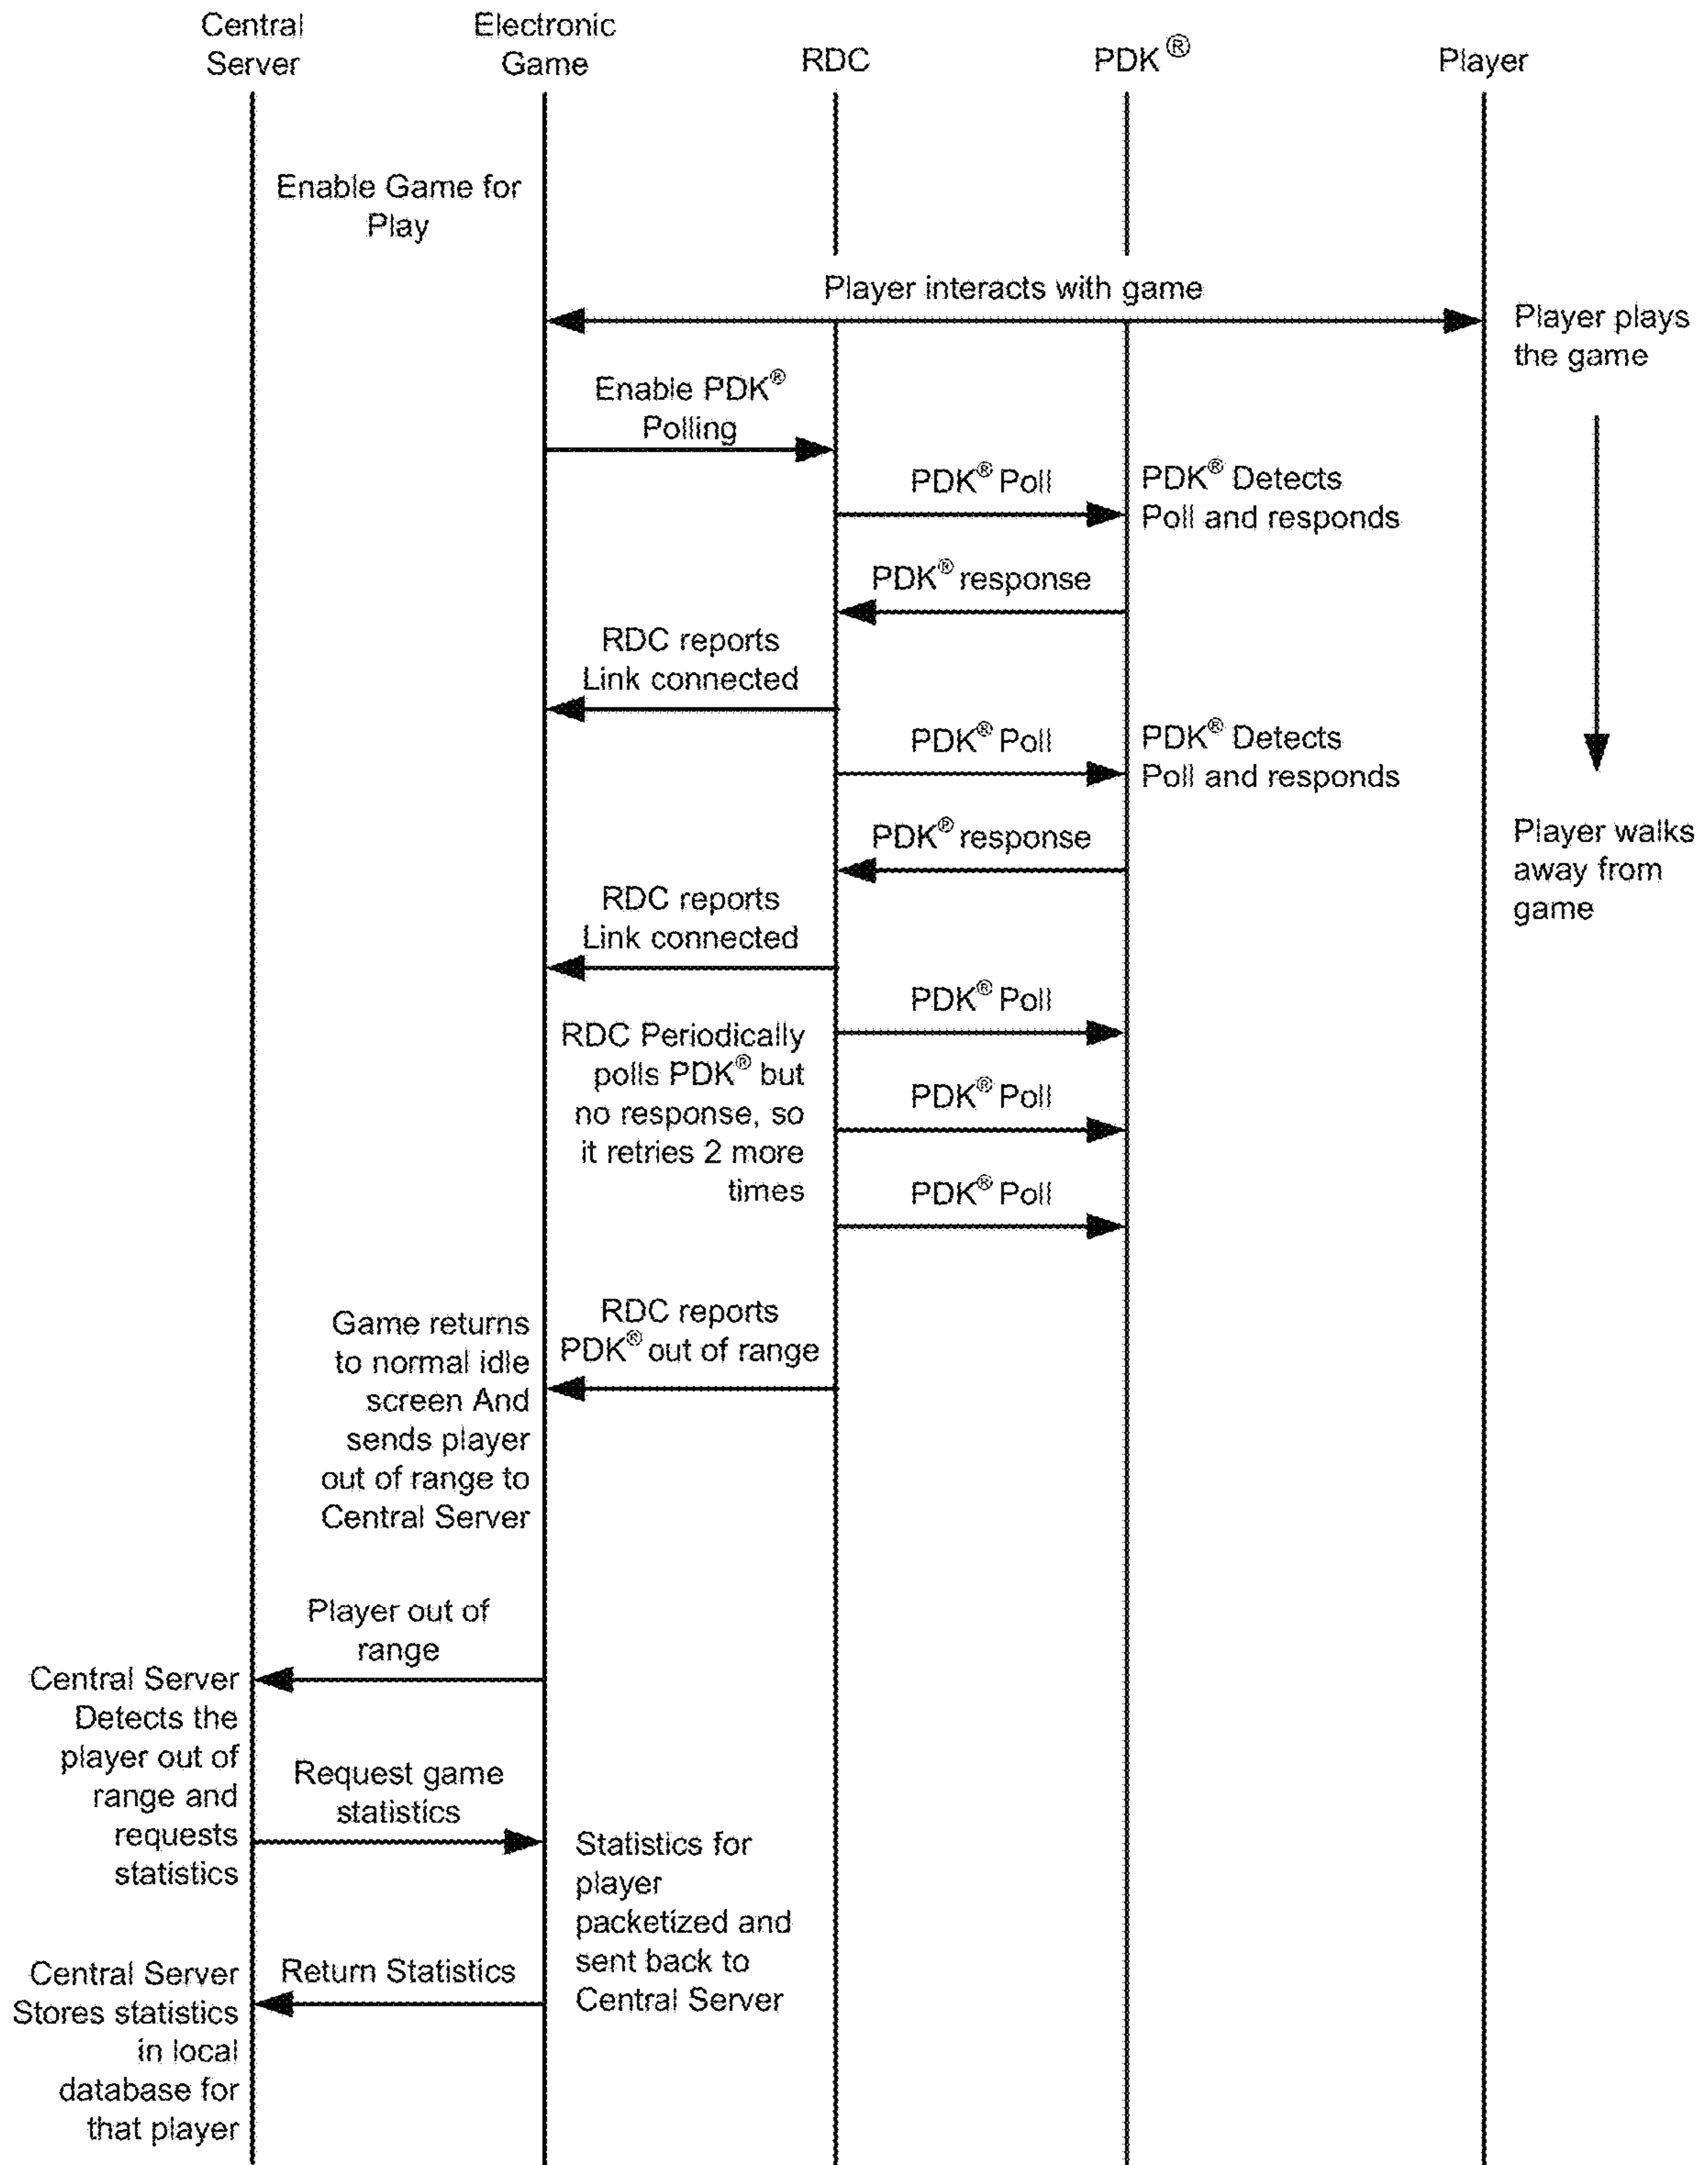 Central
Server
Electronic
Game
RDC
PDK®
Player
Enable Game for
Play
Player interacts with game
Player plays
the game
Enable PDK®
Polling
PDK® Poll
PDK® Detects
Poll and responds
PDK® response
RDC reports
Link connected
PDK® Poll
PDK® Detects
Poll and responds
PDK® response
Player walks
away from
game
RDC reports
Link connected
PDK® Poll
RDC Periodically
polls PDK® but
no response, so
it retries 2 more
times
PDK® Poll
PDK® Poll
RDC reports
PDK® out of range
Game returns
to normal idle
screen And
sends player
out of range to
Central Server
Player out of
range
Central Server
Detects the
player out of
range and
requests
statistics
Request game
statistics
Statistics for
player
packetized and
sent back to
Central Server
Return Statistics
Central Server
Stores statistics
in local
database for
that player